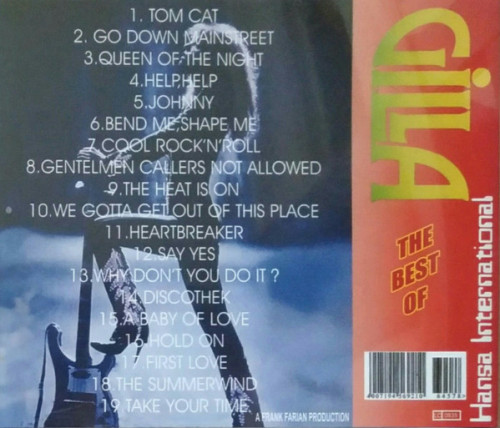 1. TOM CAT
2. GO DOWN MAINSTREET
3.QUEEN OF THE NIGHT
4.HELP,HELP
5.JOHNNY
6.BEND ME,SHAPE ME
7.COOL ROCK'N'ROLL
8.GENTELMEN CALLERS NOT ALLOWED
9.THE HEAT IS ON
10.WE GOTTA GET OUT OF THIS PLACE
11.HEARTBREAKER
12 SAY YES
13.WHY DON'T YOU DO IT ?
14.DISCOTHEK
15.A BABY OF LOVE
16.HOLD ON
17.FIRST LOVE
18.THE SUMMERWIND
19 TAKE YOUR TIME
A FRANK FARIAN PRODUCTION
GILLA
THE
BEST
OF
Hansa International